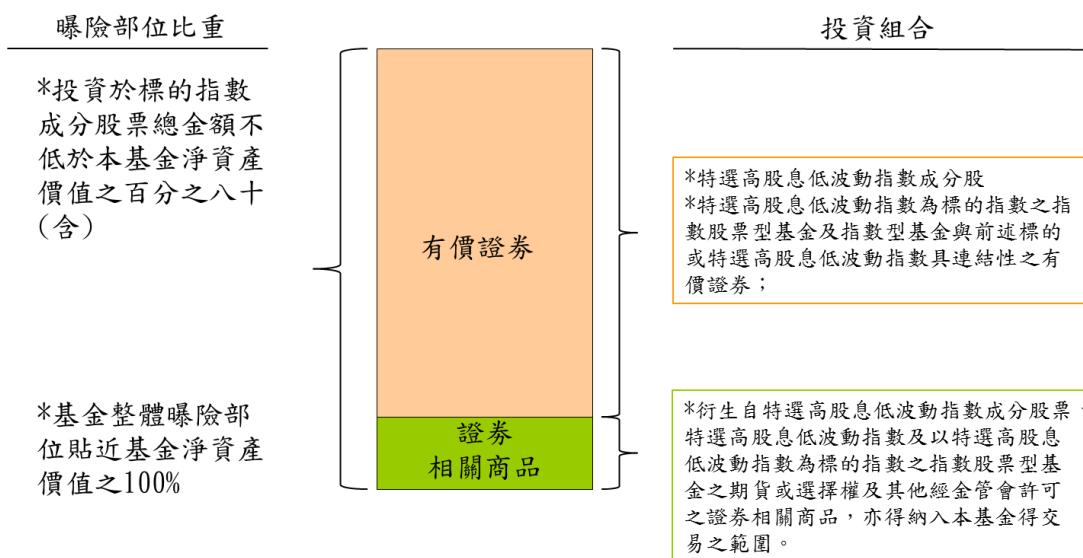 曝險部位比重
投資組合
*投資於標的指數
成分股票總金額不
低於本基金淨資產
價值之百分之八十
(含)
*基金整體曝險部
位貼近基金淨資產
價值之100%
有價證券
證券
相關商品
*特選高股息低波動指數成分股
*特選高股息低波動指數為標的指數之指
數股票型基金及指數型基金與前述標的
或特選高股息低波動指數具連結性之有
價證券；
*衍生自特選高股息低波動指數成分股票、
特選高股息低波動指數及以特選高股息
低波動指數為標的指數之指數股票型基
金之期貨或選擇權及其他經金管會許可
之證券相關商品，亦得納入本基金得交
易之範圍。